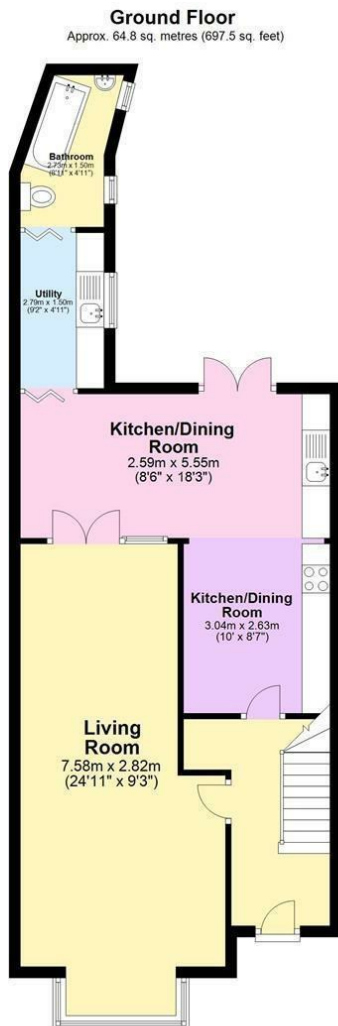 Ground Floor
Approx. 64.8 sq. metres (697.5 sq. feet)
Bathroom
2.73m x 1.50m
(8'11" x 4'11")
Utility
2.79m x 1.50m
(9'2" x 4'11")
Kitchen/Dining
Room
2.59m x 5.55m
(8'6" x 18'3")
Kitchen/Dining
Room
3.04m x 2.63m
(10' x 8'7")
Living
Room
7.58m x 2.82m
(24'11" x 9'3")